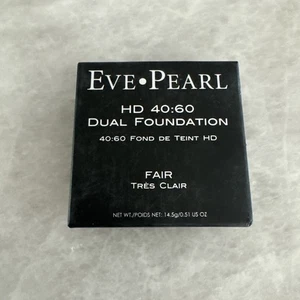 EVE•PEARL
HD 40:60
DUAL FOUNDATION
40:60 FOND DE TEINT HD
FAIR
TRÈS CLAIR
NET WT./POIDS NET: 14.5g/0.51 US OZ